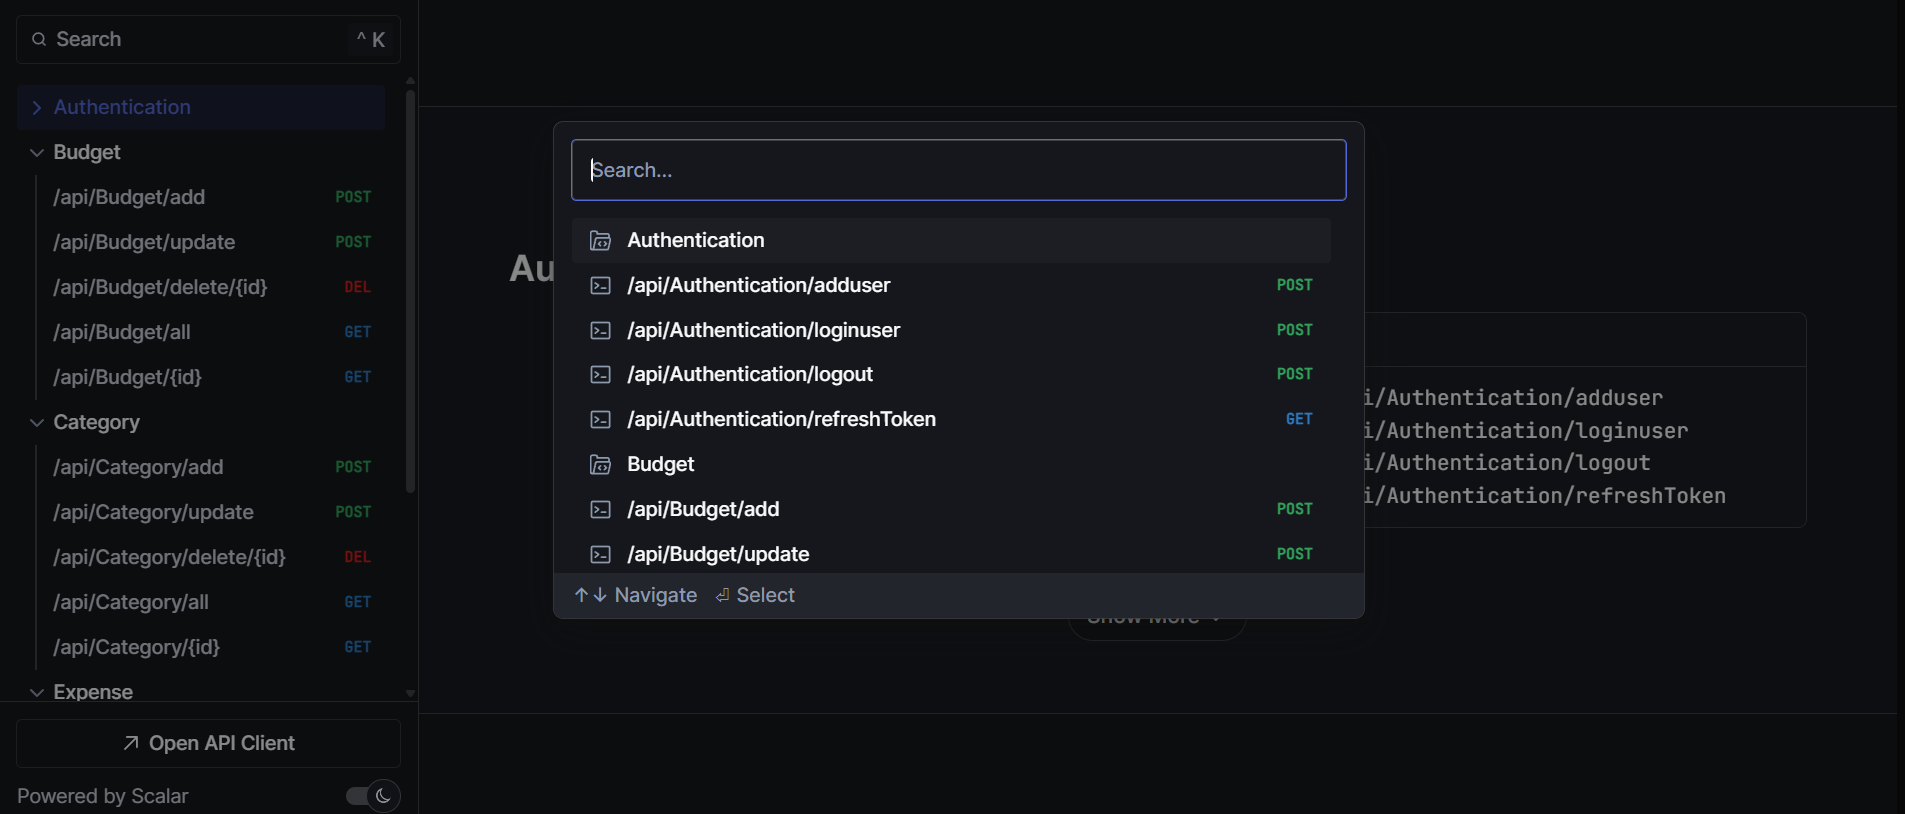 Search ^ K
Authentication
Budget
/api/Budget/add POST
/api/Budget/update POST
/api/Budget/delete/{id} DEL
/api/Budget/all GET
/api/Budget/{id} GET
Category
/api/Category/add POST
/api/Category/update POST
/api/Category/delete/{id} DEL
/api/Category/all GET
/api/Category/{id} GET
Expense
Open API Client
Powered by Scalar
Search...
Authentication
/api/Authentication/adduser POST
/api/Authentication/loginuser POST
/api/Authentication/logout POST
/api/Authentication/refreshToken GET
Budget
/api/Budget/add POST
/api/Budget/update POST
↑↓ Navigate ⏎ Select
Au
i/Authentication/adduser
i/Authentication/loginuser
i/Authentication/logout
i/Authentication/refreshToken
Show More